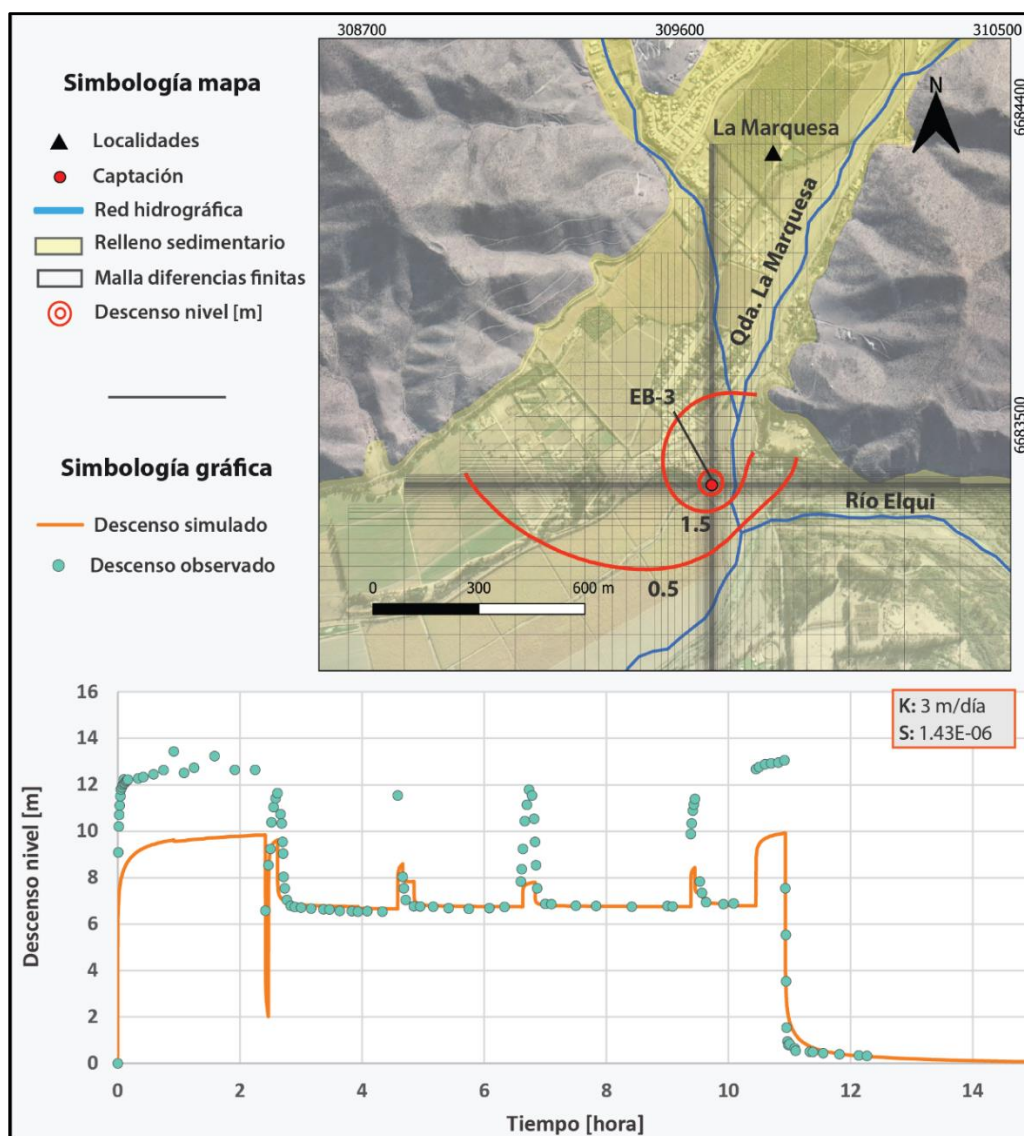 308700
309600
310500
Simbología mapa
Localidades
Captación
Red hidrográfica
Relleno sedimentario
Malla diferencias finitas
Descenso nivel [m]
Simbología gráfica
Descenso simulado
Descenso observado
N
6684400
La Marquesa
Qda. La Marquesa
EB-3
6683500
Río Elqui
1.5
0.5
0 300 600 m
K: 3 m/día
S: 1.43E-06
Descenso nivel [m]
16
14
12
10
8
6
4
2
0
0 2 4 6 8 10 12 14
Tiempo [hora]